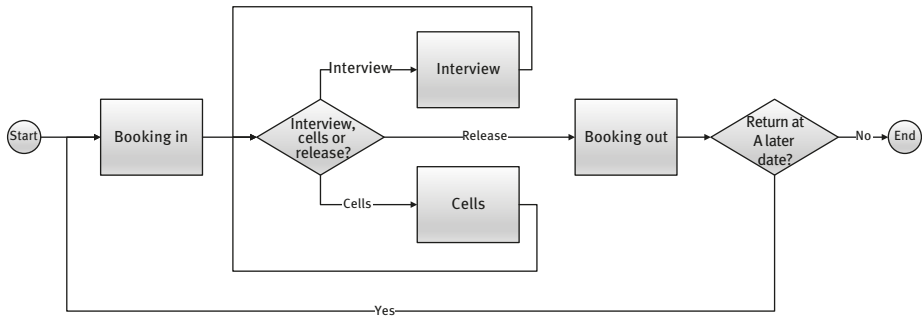 Start
Booking in
Interview,
cells or
release?
Interview
Interview
Release
Cells
Cells
Booking out
Return at
A later
date?
No
End
Yes